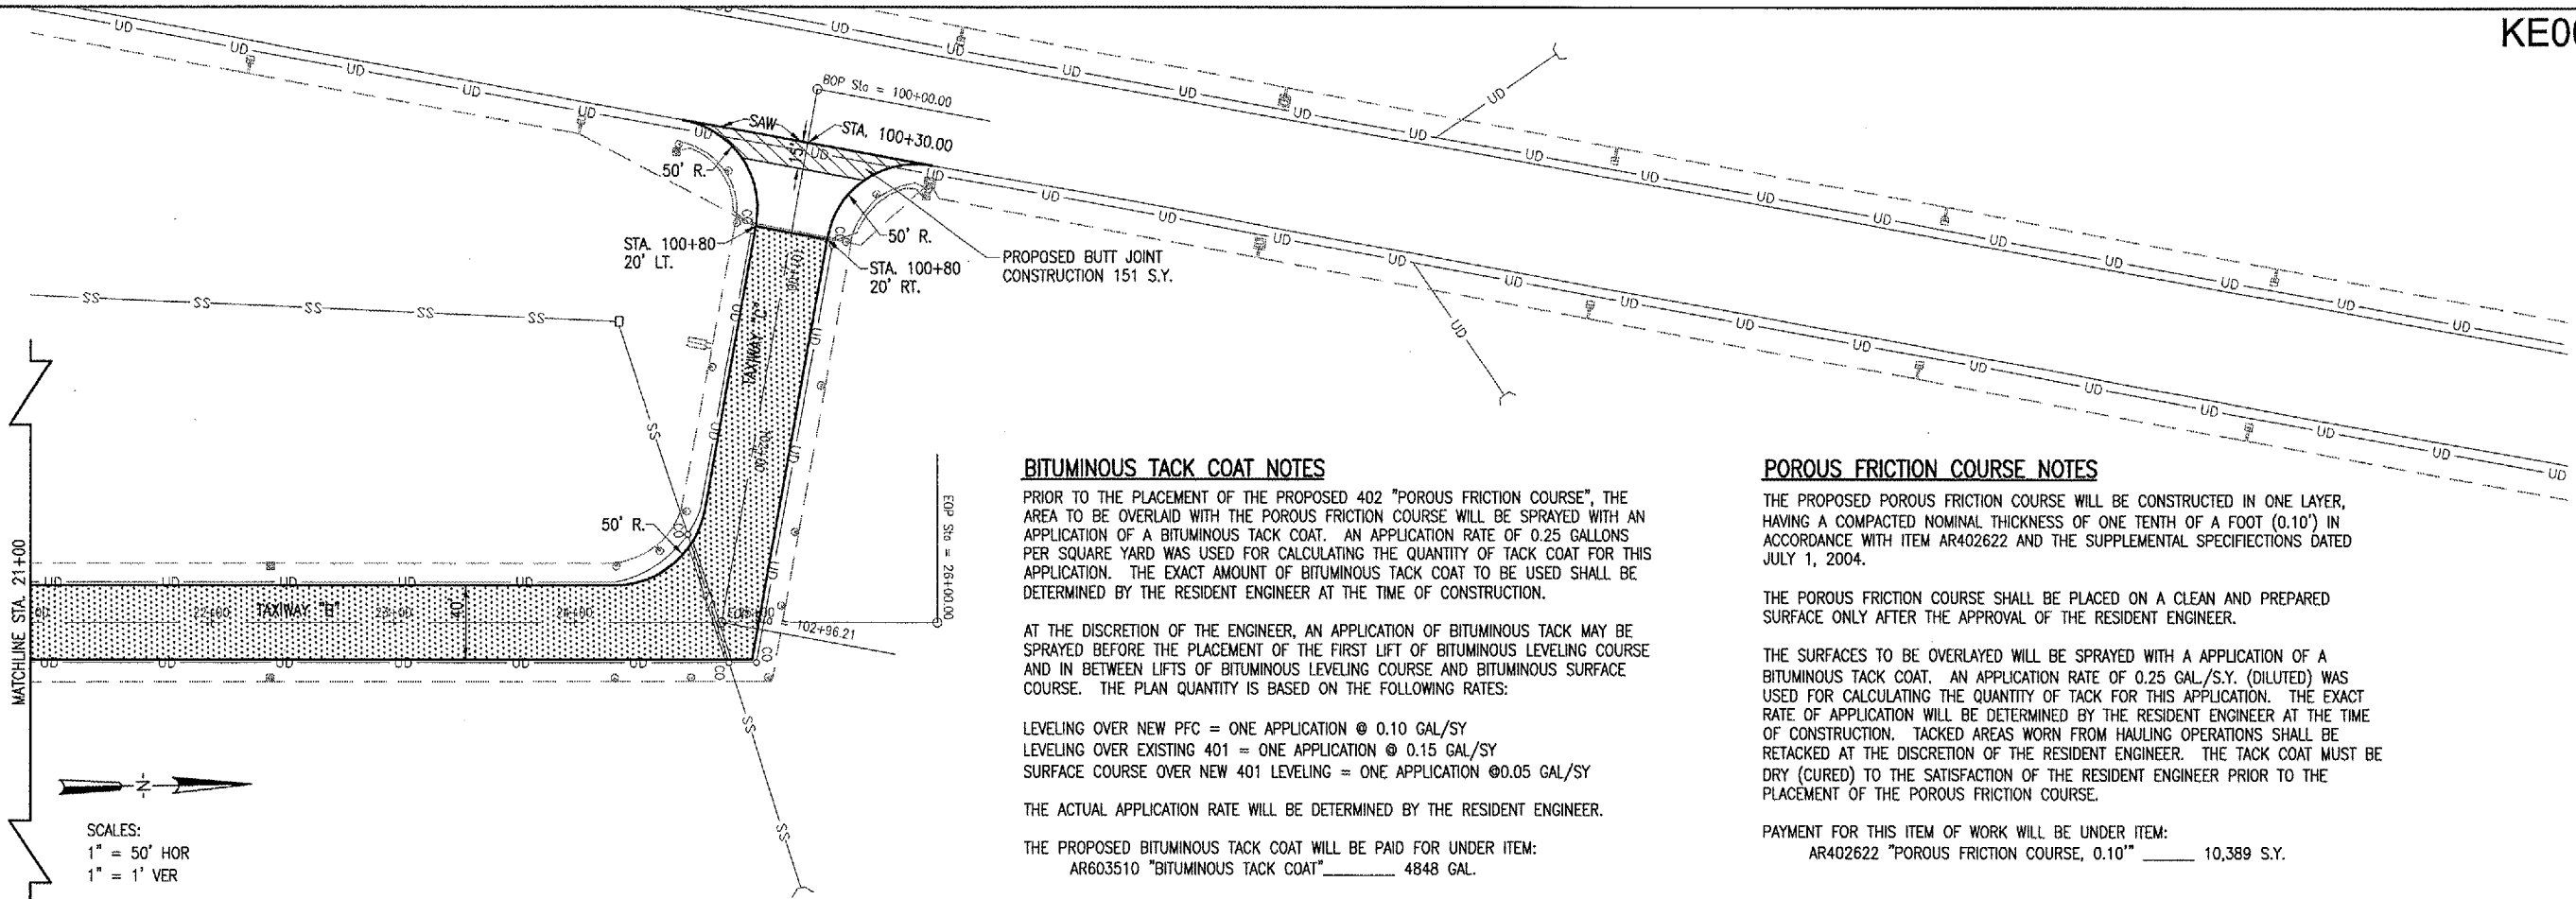 KE00
BOP Sta = 100+00.00
SAW
STA. 100+30.00
15'
50' R.
50' R.
STA. 100+80
20' LT.
STA. 100+80
20' RT.
PROPOSED BUTT JOINT
CONSTRUCTION 151 S.Y.
101+00
TAXIWAY "C"
102+00
50' R.
MATCHLINE STA. 21+00
22+00
TAXIWAY "B"
23+00
40'
24+00
= 102+96.21
EOP Sta = 26+00.00
N
SCALES:
1" = 50' HOR
1" = 1' VER
BITUMINOUS TACK COAT NOTES
PRIOR TO THE PLACEMENT OF THE PROPOSED 402 "POROUS FRICTION COURSE", THE
AREA TO BE OVERLAID WITH THE POROUS FRICTION COURSE WILL BE SPRAYED WITH AN
APPLICATION OF A BITUMINOUS TACK COAT. AN APPLICATION RATE OF 0.25 GALLONS
PER SQUARE YARD WAS USED FOR CALCULATING THE QUANTITY OF TACK COAT FOR THIS
APPLICATION. THE EXACT AMOUNT OF BITUMINOUS TACK COAT TO BE USED SHALL BE
DETERMINED BY THE RESIDENT ENGINEER AT THE TIME OF CONSTRUCTION.
AT THE DISCRETION OF THE ENGINEER, AN APPLICATION OF BITUMINOUS TACK MAY BE
SPRAYED BEFORE THE PLACEMENT OF THE FIRST LIFT OF BITUMINOUS LEVELING COURSE
AND IN BETWEEN LIFTS OF BITUMINOUS LEVELING COURSE AND BITUMINOUS SURFACE
COURSE. THE PLAN QUANTITY IS BASED ON THE FOLLOWING RATES:
LEVELING OVER NEW PFC = ONE APPLICATION @ 0.10 GAL/SY
LEVELING OVER EXISTING 401 = ONE APPLICATION @ 0.15 GAL/SY
SURFACE COURSE OVER NEW 401 LEVELING = ONE APPLICATION @0.05 GAL/SY
THE ACTUAL APPLICATION RATE WILL BE DETERMINED BY THE RESIDENT ENGINEER.
THE PROPOSED BITUMINOUS TACK COAT WILL BE PAID FOR UNDER ITEM:
AR603510 "BITUMINOUS TACK COAT"________ 4848 GAL.
POROUS FRICTION COURSE NOTES
THE PROPOSED POROUS FRICTION COURSE WILL BE CONSTRUCTED IN ONE LAYER,
HAVING A COMPACTED NOMINAL THICKNESS OF ONE TENTH OF A FOOT (0.10') IN
ACCORDANCE WITH ITEM AR402622 AND THE SUPPLEMENTAL SPECIFIECTIONS DATED
JULY 1, 2004.
THE POROUS FRICTION COURSE SHALL BE PLACED ON A CLEAN AND PREPARED
SURFACE ONLY AFTER THE APPROVAL OF THE RESIDENT ENGINEER.
THE SURFACES TO BE OVERLAYED WILL BE SPRAYED WITH A APPLICATION OF A
BITUMINOUS TACK COAT. AN APPLICATION RATE OF 0.25 GAL/S.Y. (DILUTED) WAS
USED FOR CALCULATING THE QUANTITY OF TACK FOR THIS APPLICATION. THE EXACT
RATE OF APPLICATION WILL BE DETERMINED BY THE RESIDENT ENGINEER AT THE TIME
OF CONSTRUCTION. TACKED AREAS WORN FROM HAULING OPERATIONS SHALL BE
RETACKED AT THE DISCRETION OF THE RESIDENT ENGINEER. THE TACK COAT MUST BE
DRY (CURED) TO THE SATISFACTION OF THE RESIDENT ENGINEER PRIOR TO THE
PLACEMENT OF THE POROUS FRICTION COURSE.
PAYMENT FOR THIS ITEM OF WORK WILL BE UNDER ITEM:
AR402622 "POROUS FRICTION COURSE, 0.10'" ______ 10,389 S.Y.